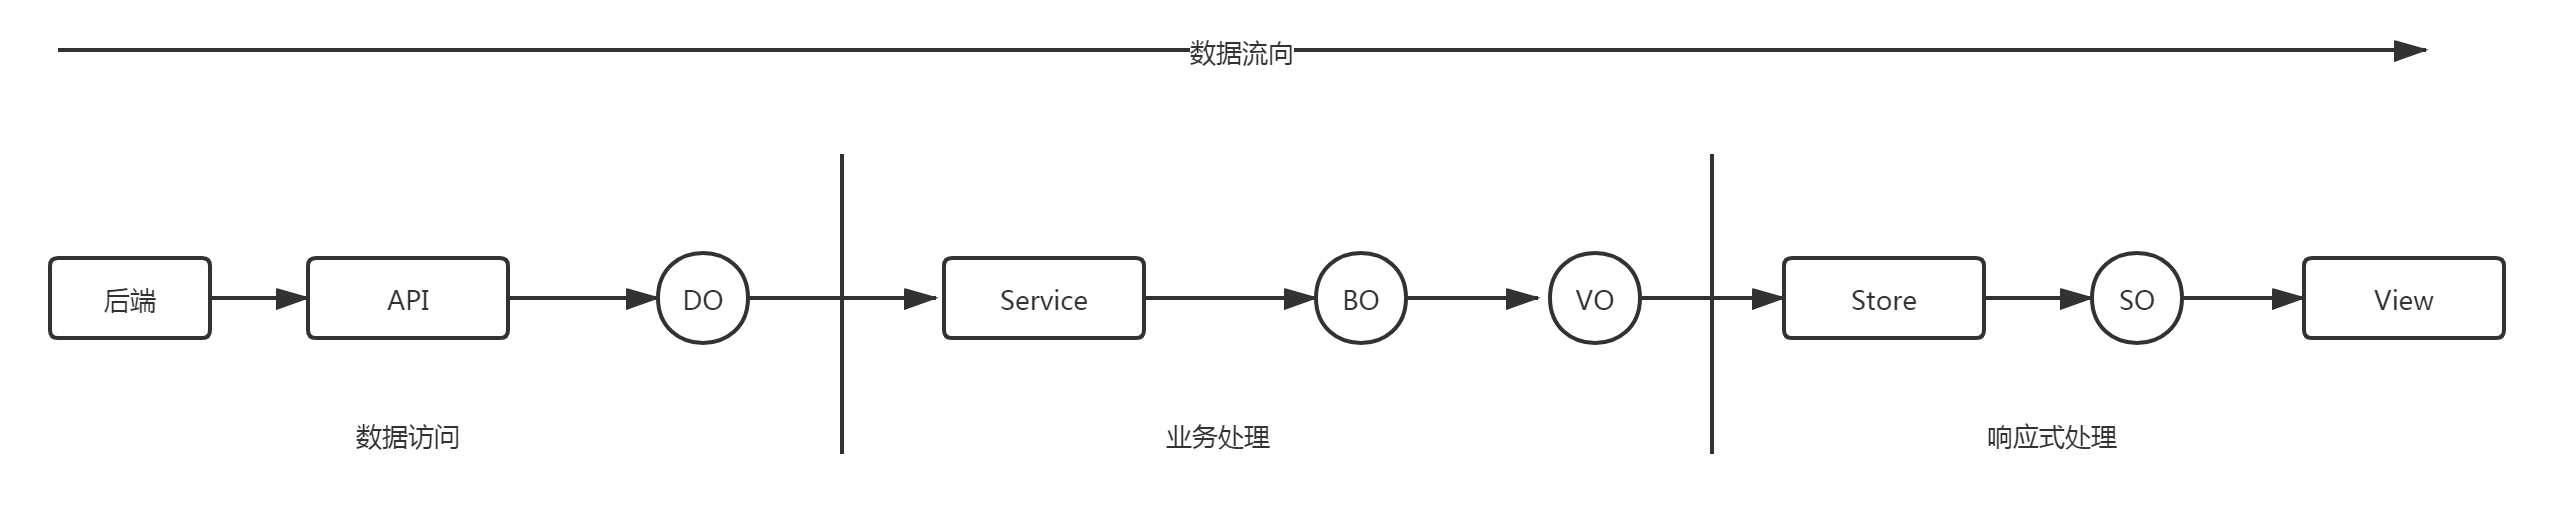 数据流向
后端
API
DO
Service
BO
VO
Store
SO
View
数据访问
业务处理
响应式处理